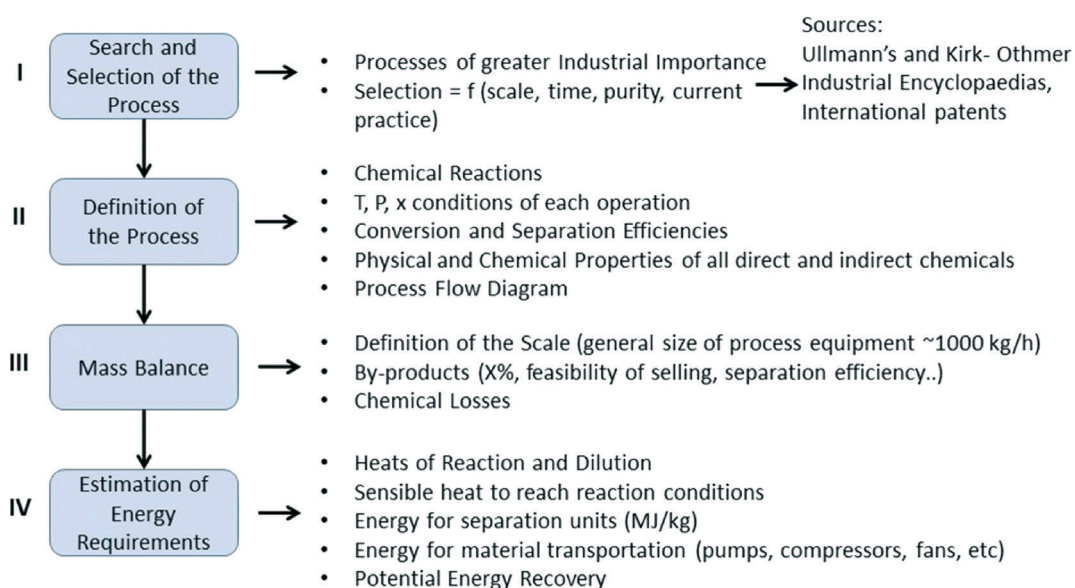 I
Search and
Selection of the
Process
• Processes of greater Industrial Importance
• Selection = f (scale, time, purity, current
practice)
Sources:
Ullmann's and Kirk- Othmer
Industrial Encyclopaedias,
International patents
II
Definition of
the Process
• Chemical Reactions
• T, P, x conditions of each operation
• Conversion and Separation Efficiencies
• Physical and Chemical Properties of all direct and indirect chemicals
• Process Flow Diagram
III
Mass Balance
• Definition of the Scale (general size of process equipment ~1000 kg/h)
• By-products (X%, feasibility of selling, separation efficiency..)
• Chemical Losses
IV
Estimation of
Energy
Requirements
• Heats of Reaction and Dilution
• Sensible heat to reach reaction conditions
• Energy for separation units (MJ/kg)
• Energy for material transportation (pumps, compressors, fans, etc)
• Potential Energy Recovery